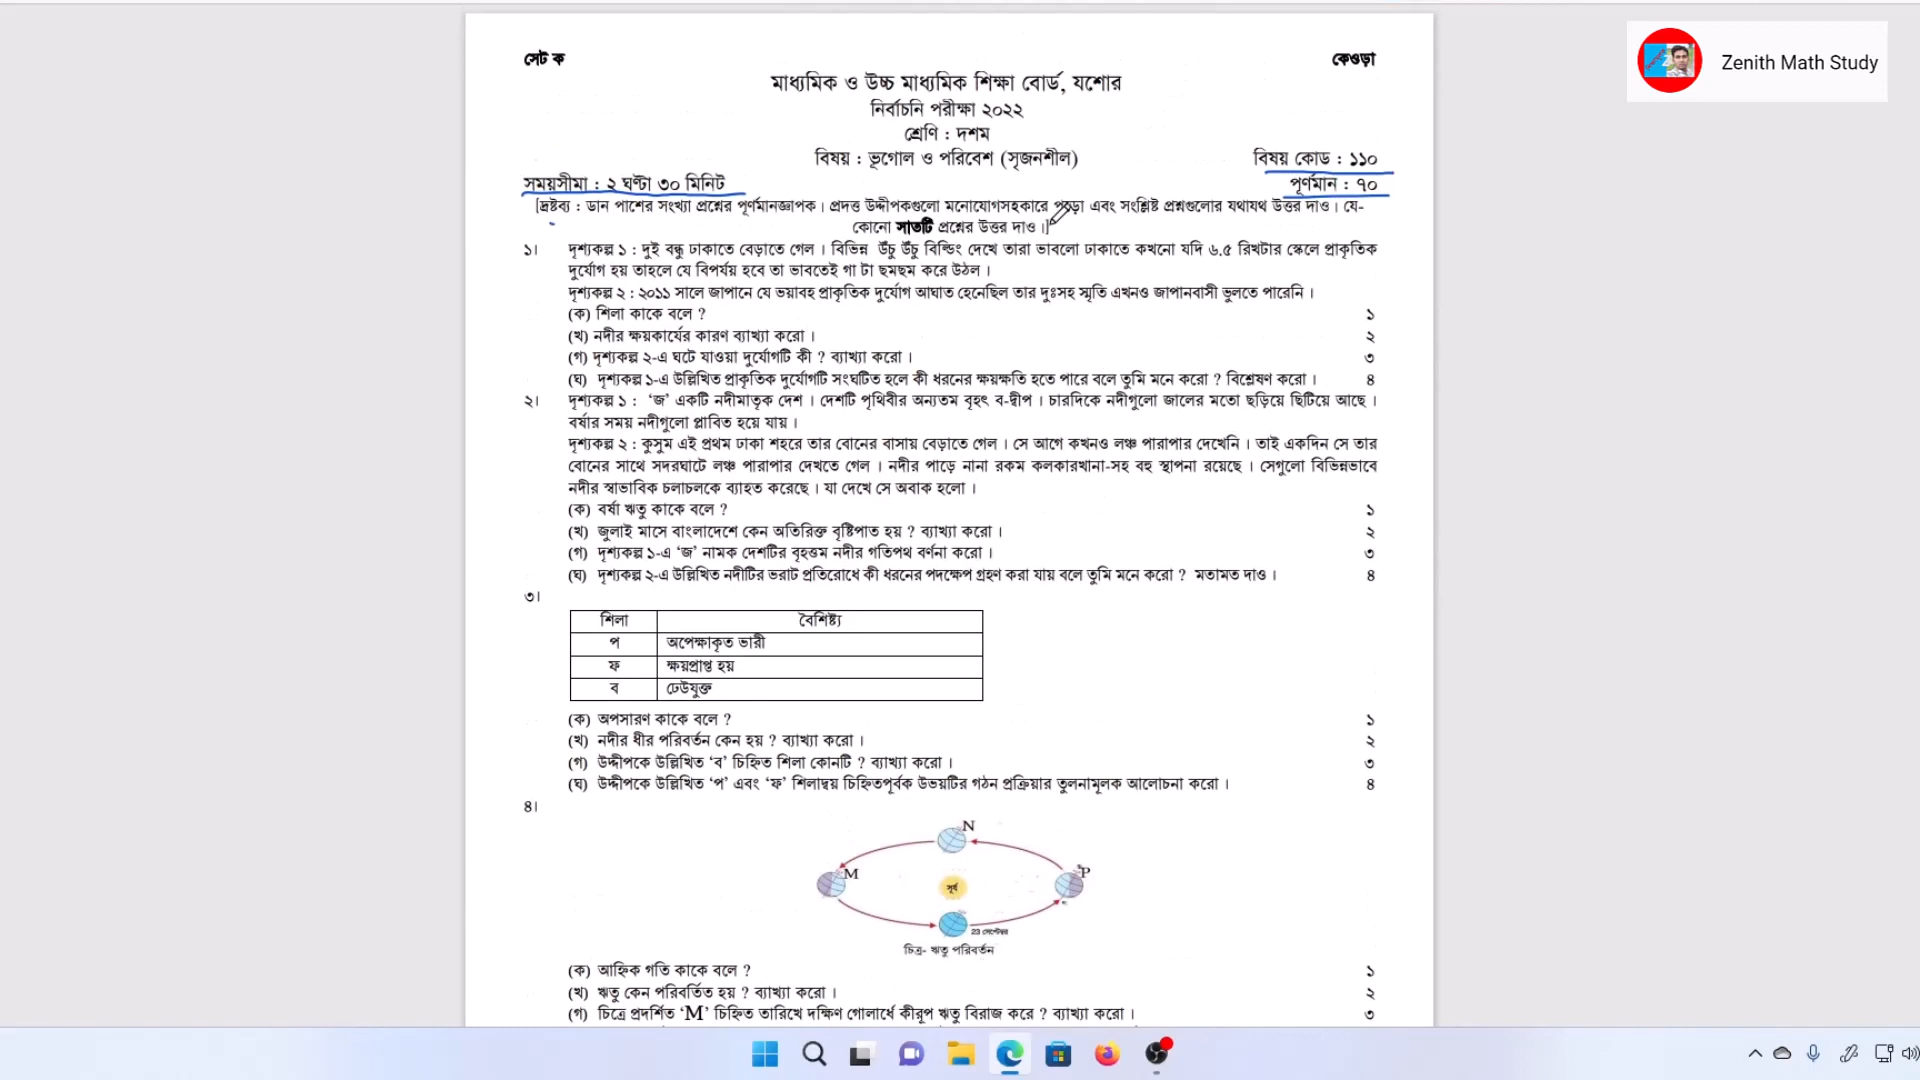 সেট ক
কেওড়া
Zenith Math Study
মাধ্যমিক ও উচ্চ মাধ্যমিক শিক্ষা বোর্ড, যশোর
নির্বাচনি পরীক্ষা ২০২২
শ্রেণি : দশম
বিষয় : ভূগোল ও পরিবেশ (সৃজনশীল)
বিষয় কোড : ১১০
সময়সীমা : ২ ঘণ্টা ৩০ মিনিট
পূর্ণমান : ৭০
[দ্রষ্টব্য : ডান পাশের সংখ্যা প্রশ্নের পূর্ণমানজ্ঞাপক। প্রদত্ত উদ্দীপকগুলো মনোযোগসহকারে পড়ো এবং সংশ্লিষ্ট প্রশ্নগুলোর যথাযথ উত্তর দাও। যে-
কোনো সাতটি প্রশ্নের উত্তর দাও।]
১। দৃশ্যকল্প ১ : দুই বন্ধু ঢাকাতে বেড়াতে গেল। বিভিন্ন উঁচু উঁচু বিল্ডিং দেখে তারা ভাবলো ঢাকাতে কখনো যদি ৬.৫ রিখটার স্কেলে প্রাকৃতিক
দুর্যোগ হয় তাহলে যে বিপর্যয় হবে তা ভাবতেই গা টা ছমছম করে উঠল।
দৃশ্যকল্প ২ : ২০১১ সালে জাপানে যে ভয়াবহ প্রাকৃতিক দুর্যোগ আঘাত হেনেছিল তার দুঃসহ স্মৃতি এখনও জাপানবাসী ভুলতে পারেনি।
(ক) শিলা কাকে বলে ? ১
(খ) নদীর ক্ষয়কার্যের কারণ ব্যাখ্যা করো। ২
(গ) দৃশ্যকল্প ২-এ ঘটে যাওয়া দুর্যোগটি কী ? ব্যাখ্যা করো। ৩
(ঘ) দৃশ্যকল্প ১-এ উল্লিখিত প্রাকৃতিক দুর্যোগটি সংঘটিত হলে কী ধরনের ক্ষয়ক্ষতি হতে পারে বলে তুমি মনে করো ? বিশ্লেষণ করো। ৪
২। দৃশ্যকল্প ১ : ‘জ’ একটি নদীমাতৃক দেশ। দেশটি পৃথিবীর অন্যতম বৃহৎ ব-দ্বীপ। চারদিকে নদীগুলো জালের মতো ছড়িয়ে ছিটিয়ে আছে।
বর্ষার সময় নদীগুলো প্লাবিত হয়ে যায়।
দৃশ্যকল্প ২ : কুসুম এই প্রথম ঢাকা শহরে তার বোনের বাসায় বেড়াতে গেল। সে আগে কখনও লঞ্চ পারাপার দেখেনি। তাই একদিন সে তার
বোনের সাথে সদরঘাটে লঞ্চ পারাপার দেখতে গেল। নদীর পাড়ে নানা রকম কলকারখানা-সহ বহু স্থাপনা রয়েছে। সেগুলো বিভিন্নভাবে
নদীর স্বাভাবিক চলাচলকে ব্যাহত করেছে। যা দেখে সে অবাক হলো।
(ক) বর্ষা ঋতু কাকে বলে ? ১
(খ) জুলাই মাসে বাংলাদেশে কেন অতিরিক্ত বৃষ্টিপাত হয় ? ব্যাখ্যা করো। ২
(গ) দৃশ্যকল্প ১-এ ‘জ’ নামক দেশটির বৃহত্তম নদীর গতিপথ বর্ণনা করো। ৩
(ঘ) দৃশ্যকল্প ২-এ উল্লিখিত নদীটির ভরাট প্রতিরোধে কী ধরনের পদক্ষেপ গ্রহণ করা যায় বলে তুমি মনে করো ? মতামত দাও। ৪
৩।
শিলা বৈশিষ্ট্য
প অপেক্ষাকৃত ভারী
ফ ক্ষয়প্রাপ্ত হয়
ব ঢেউযুক্ত
(ক) অপসারণ কাকে বলে ? ১
(খ) নদীর ধীর পরিবর্তন কেন হয় ? ব্যাখ্যা করো। ২
(গ) উদ্দীপকে উল্লিখিত ‘ব’ চিহ্নিত শিলা কোনটি ? ব্যাখ্যা করো। ৩
(ঘ) উদ্দীপকে উল্লিখিত ‘প’ এবং ‘ফ’ শিলাদ্বয় চিহ্নিতপূর্বক উভয়টির গঠন প্রক্রিয়ার তুলনামূলক আলোচনা করো। ৪
৪।
N
M
P
সূর্য
23 সেপ্টেম্বর
চিত্র- ঋতু পরিবর্তন
(ক) আহ্নিক গতি কাকে বলে ? ১
(খ) ঋতু কেন পরিবর্তিত হয় ? ব্যাখ্যা করো। ২
(গ) চিত্রে প্রদর্শিত ‘M’ চিহ্নিত তারিখে দক্ষিণ গোলার্ধে কীরূপ ঋতু বিরাজ করে ? ব্যাখ্যা করো। ৩